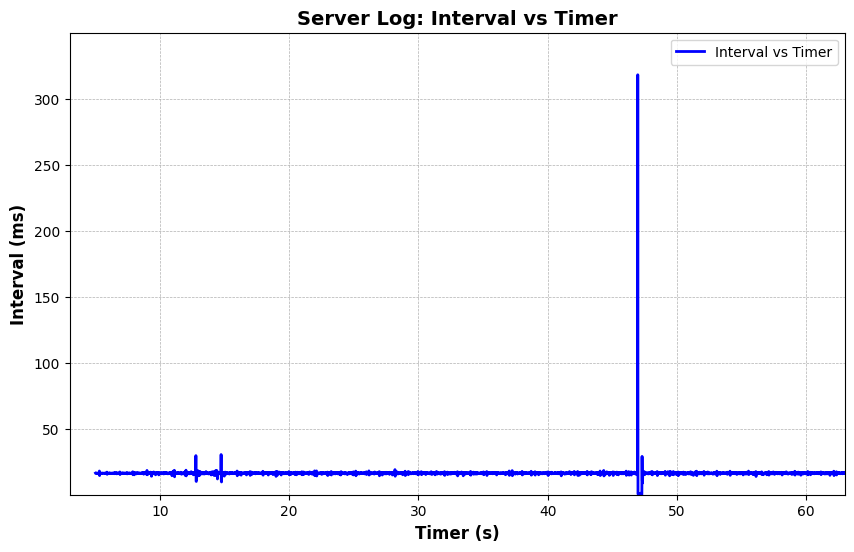 Server Log: Interval vs Timer
Interval vs Timer
300
250
200
150
100
50
Interval (ms)
10 20 30 40 50 60
Timer (s)